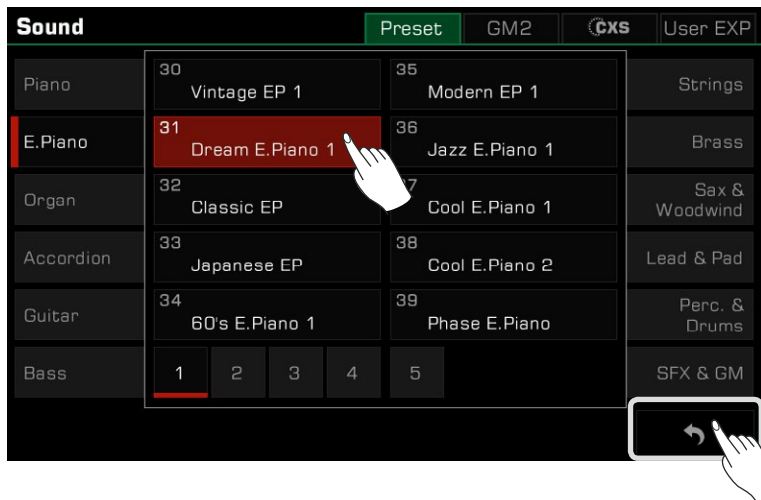 Sound Preset GM2 CXS User EXP
Piano
E.Piano
Organ
Accordion
Guitar
Bass
30
Vintage EP 1
31
Dream E.Piano 1
32
Classic EP
33
Japanese EP
34
60's E.Piano 1
35
Modern EP 1
36
Jazz E.Piano 1
7
Cool E.Piano 1
38
Cool E.Piano 2
39
Phase E.Piano
1 2 3 4 5
Strings
Brass
Sax &
Woodwind
Lead & Pad
Perc. &
Drums
SFX & GM